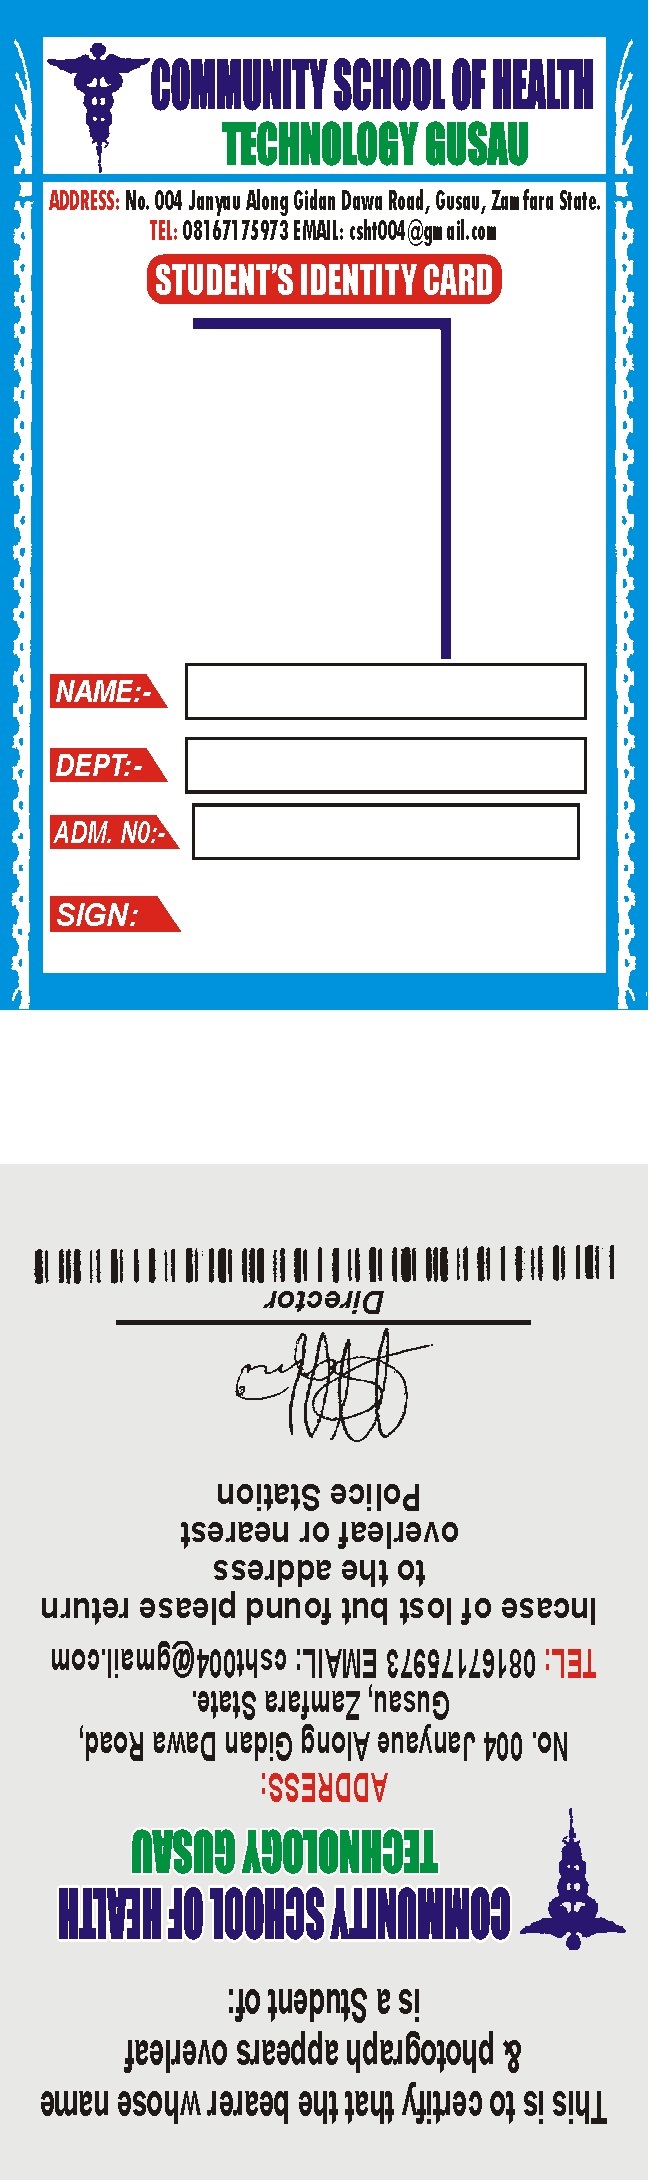 COMMUNITY SCHOOL OF HEALTH
TECHNOLOGY GUSAU
ADDRESS: No. 004 Janyau Along Gidan Dawa Road, Gusau, Zamfara State.
TEL: 08167175973 EMAIL: csht004@gmail.com
STUDENT'S IDENTITY CARD
NAME:-
DEPT:-
ADM. NO:-
SIGN:
This is to certify that the bearer whose name
& photograph appears overleaf
is a Student of:
COMMUNITY SCHOOL OF HEALTH
TECHNOLOGY GUSAU
ADDRESS:
No. 004 Janyaue Along Gidan Dawa Road,
Gusau, Zamfara State.
TEL: 08167175973 EMAIL: csht004@gmail.com
Incase of lost but found please return
to the address
overleaf or nearest
Police Station
Director